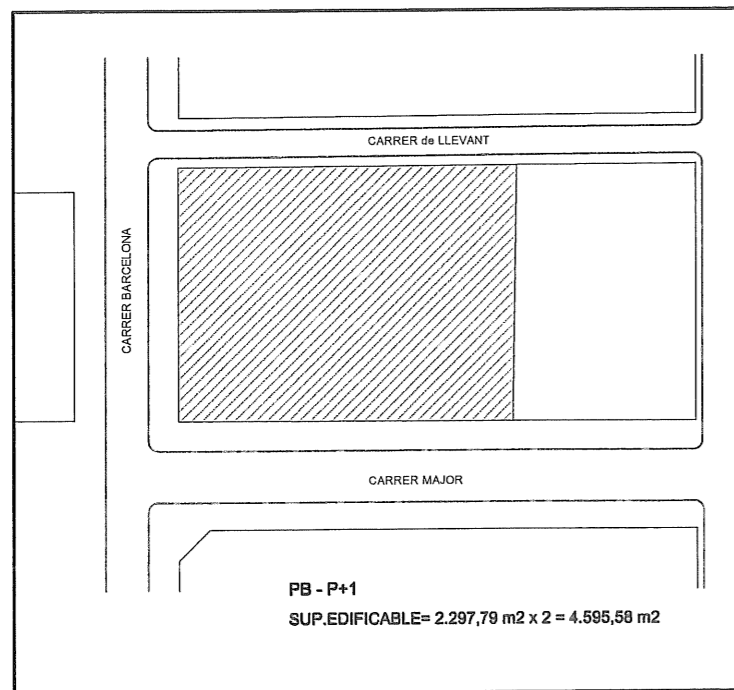 CARRER de LLEVANT
CARRER BARCELONA
CARRER MAJOR
PB - P+1
SUP.EDIFICABLE= 2.297,79 m2 x 2 = 4.595,58 m2